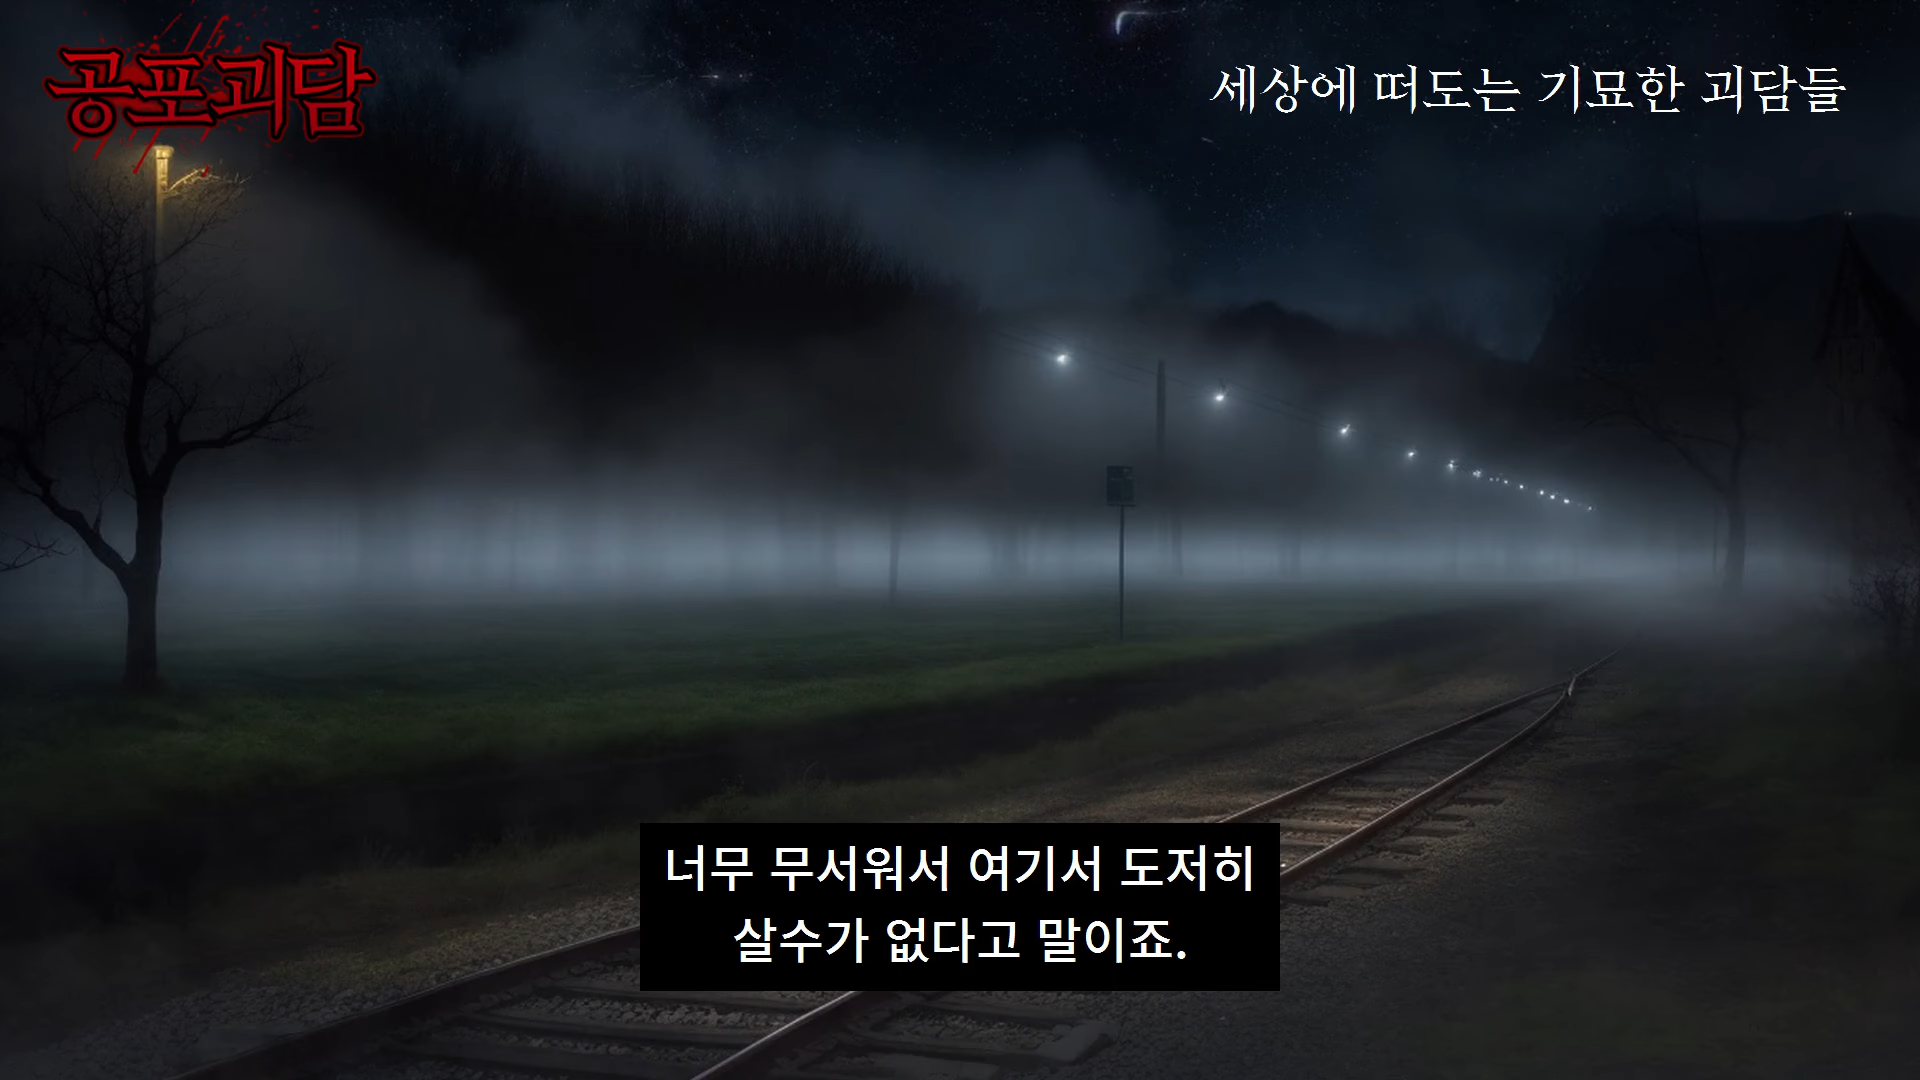 공포괴담
세상에 떠도는 기묘한 괴담들
너무 무서워서 여기서 도저히
살수가 없다고 말이죠.